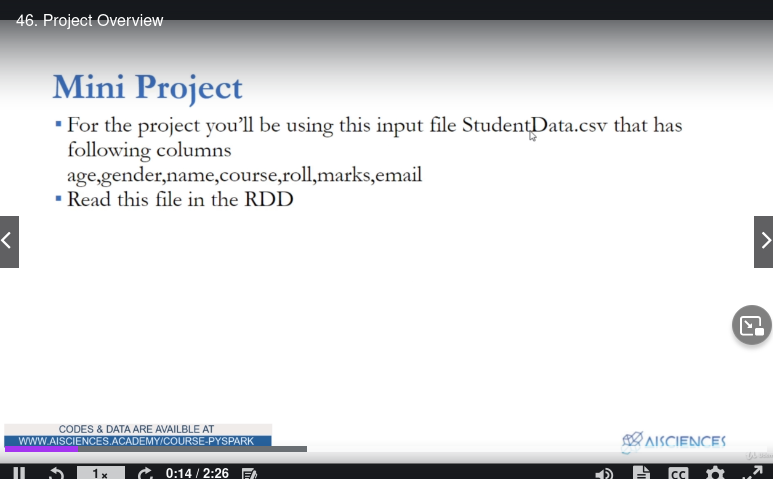 46. Project Overview
Mini Project
For the project you'll be using this input file StudentData.csv that has
following columns
age,gender,name,course,roll,marks,email
Read this file in the RDD
CODES & DATA ARE AVAILBLE AT
WWW.AISCIENCES.ACADEMY/COURSE-PYSPARK
AISCIENCES
1x
0:14 / 2:26
CC